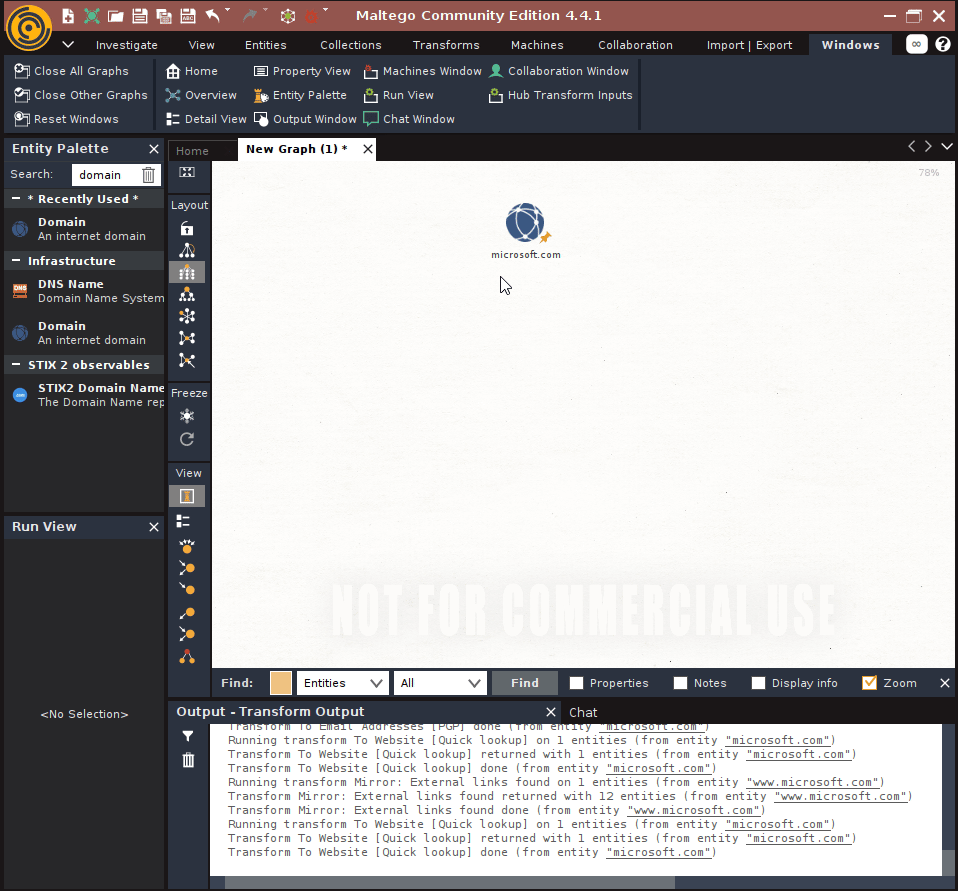 Maltego Community Edition 4.4.1
Investigate View Entities Collections Transforms Machines Collaboration Import | Export Windows
Close All Graphs Home Property View Machines Window Collaboration Window
Close Other Graphs Overview Entity Palette Run View Hub Transform Inputs
Reset Windows Detail View Output Window Chat Window
Entity Palette
Home New Graph (1) *
Search: domain
78%
* Recently Used *
Domain
An internet domain
Infrastructure
DNS Name
Domain Name System
Domain
An internet domain
STIX 2 observables
STIX2 Domain Name
The Domain Name rep
Layout
Freeze
View
microsoft.com
NOT FOR COMMERCIAL USE
Run View
<No Selection>
Find: Entities All Find Properties Notes Display info Zoom
Output - Transform Output Chat
Transform To Email Addresses [PGP] done (from entity "microsoft.com")
Running transform To Website [Quick lookup] on 1 entities (from entity "microsoft.com")
Transform To Website [Quick lookup] returned with 1 entities (from entity "microsoft.com")
Transform To Website [Quick lookup] done (from entity "microsoft.com")
Running transform Mirror: External links found on 1 entities (from entity "www.microsoft.com")
Transform Mirror: External links found returned with 12 entities (from entity "www.microsoft.com")
Transform Mirror: External links found done (from entity "www.microsoft.com")
Running transform To Website [Quick lookup] on 1 entities (from entity "microsoft.com")
Transform To Website [Quick lookup] returned with 1 entities (from entity "microsoft.com")
Transform To Website [Quick lookup] done (from entity "microsoft.com")